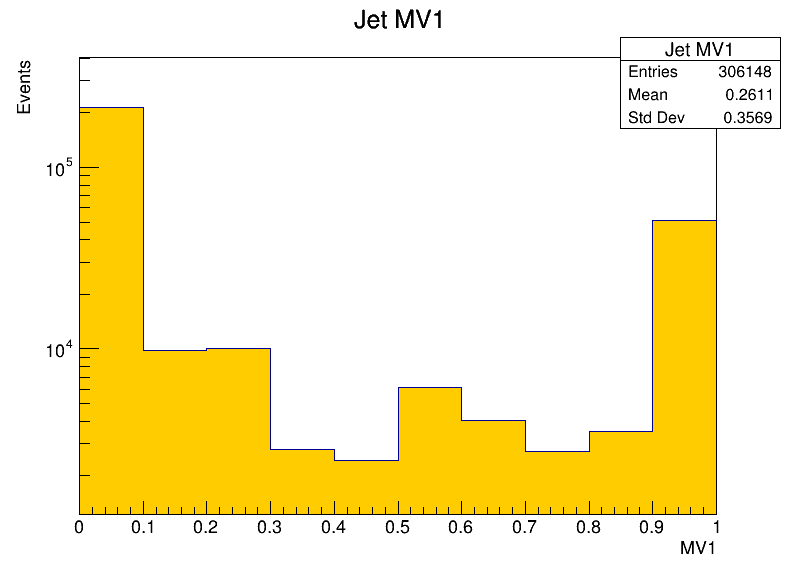 Jet MV1
Jet MV1
Entries 306148
Mean 0.2611
Std Dev 0.3569
Events
10^5
10^4
0 0.1 0.2 0.3 0.4 0.5 0.6 0.7 0.8 0.9 1
MV1